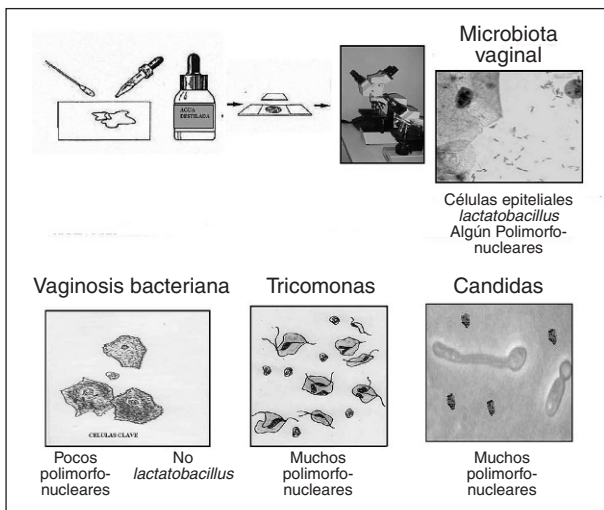 Microbiota
vaginal
AGUA
DESTILADA
Células epiteliales
lactatobacillus
Algún Polimorfo-
nucleares
Vaginosis bacteriana
Tricomonas
Candidas
CELULAS CLAVE
Pocos
polimorfo-
nucleares
No
lactatobacillus
Muchos
polimorfo-
nucleares
Muchos
polimorfo-
nucleares